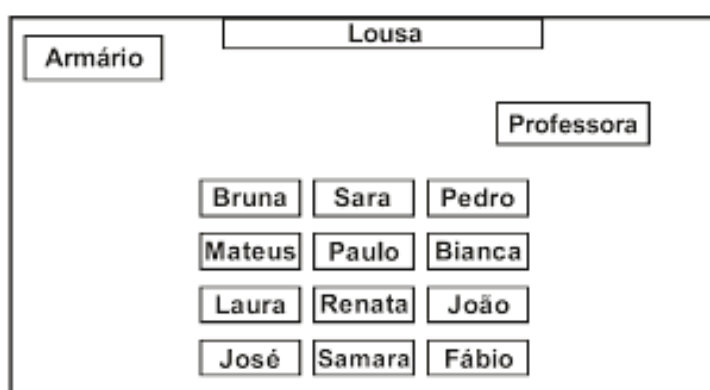 Lousa
Armário
Professora
Bruna Sara Pedro
Mateus Paulo Bianca
Laura Renata João
José Samara Fábio